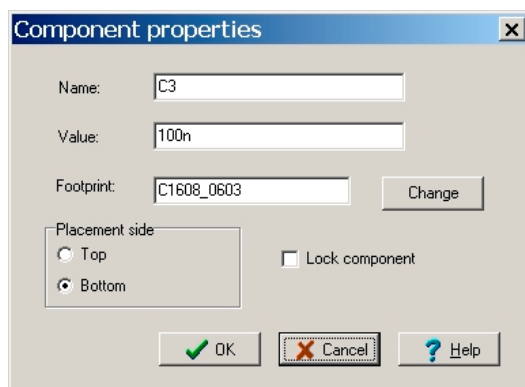 Component properties
Name: C3
Value: 100n
Footprint: C1608_0603 Change
Placement side
Top
Lock component
Bottom
OK Cancel Help